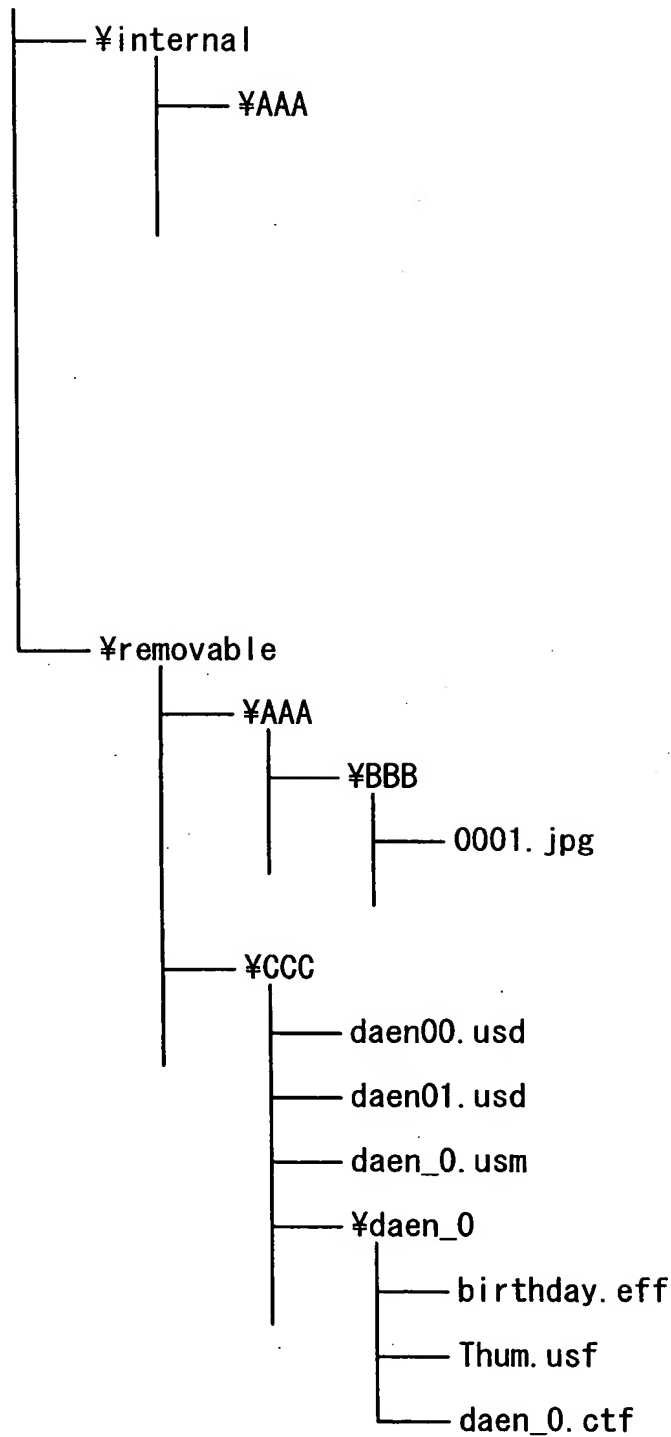 ¥internal
¥AAA
¥removable
¥AAA
¥BBB
0001.jpg
¥CCC
daen00.usd
daen01.usd
daen_0.usm
¥daen_0
birthday.eff
Thum.usf
daen_0.ctf